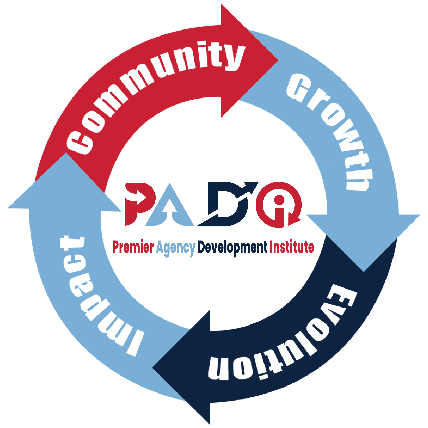 Community
Growth
PADI
Premier Agency Development Institute
Impact
Evolution